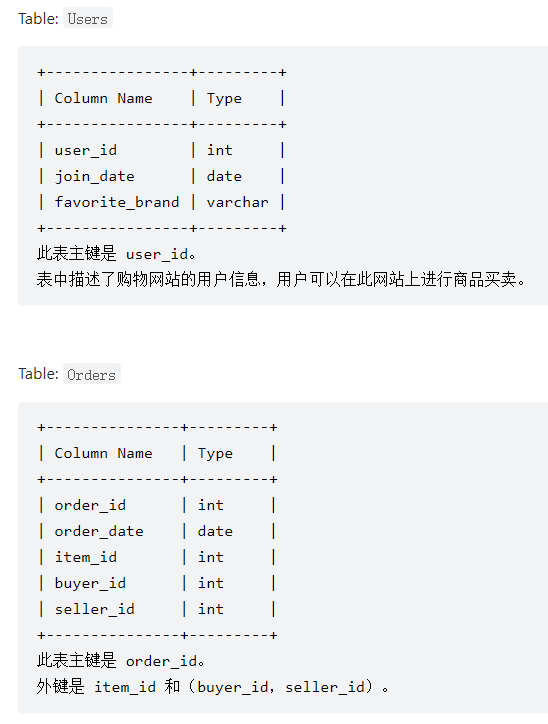 Table: Users
+----------------+---------+
| Column Name    | Type    |
+----------------+---------+
| user_id        | int     |
| join_date      | date    |
| favorite_brand | varchar |
+----------------+---------+
此表主键是 user_id。
表中描述了购物网站的用户信息，用户可以在此网站上进行商品买卖。
Table: Orders
+---------------+---------+
| Column Name   | Type    |
+---------------+---------+
| order_id      | int     |
| order_date    | date    |
| item_id       | int     |
| buyer_id      | int     |
| seller_id     | int     |
+---------------+---------+
此表主键是 order_id。
外键是 item_id 和（buyer_id，seller_id）。